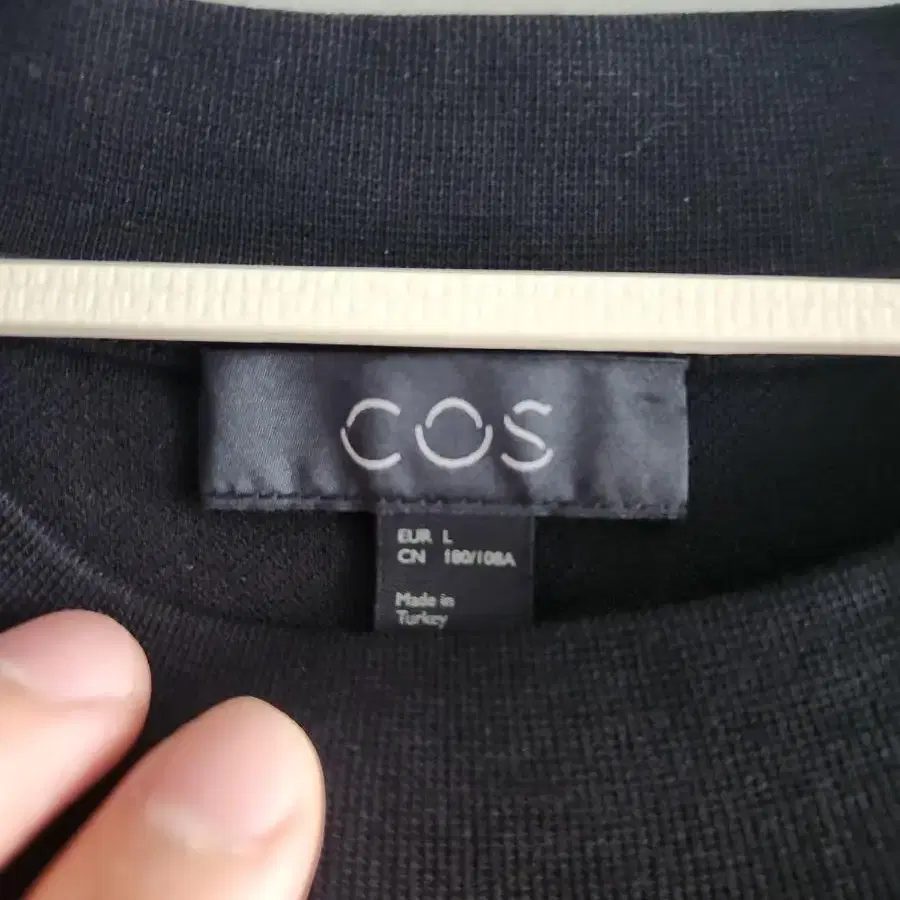 COS
EUR L
CN 180/108A
Made in
Turkey